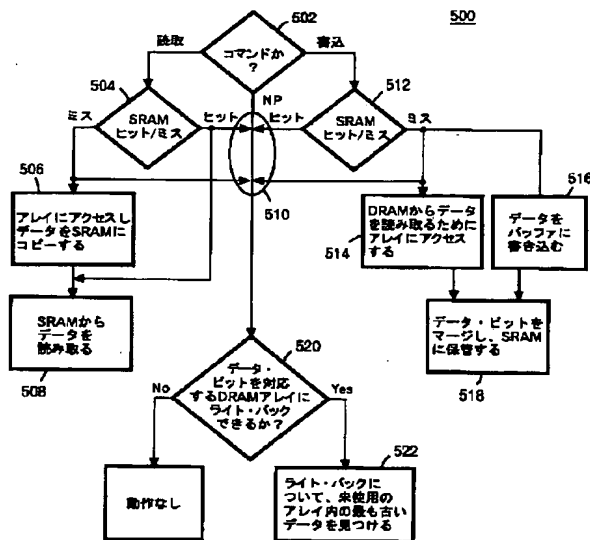 500
502
読取
コマンドか
?
書込
504
NP
512
ミス
SRAM
ヒット/ミス
ヒット
ヒット
SRAM
ヒット/ミス
ミス
506
510
516
アレイにアクセスし
データをSRAMに
コピーする
514
DRAMからデータ
を読み取るために
アレイにアクセス
する
データを
バッファに
書き込む
SRAMから
データを
読み取る
508
データ・ビットを
マージし、SRAM
に保管する
518
520
データ・
ビットを対応
するDRAMアレイに
ライト・バック
できるか?
No
Yes
522
動作なし
ライト・バックに
ついて、未使用の
アレイ内の最も古い
データを見つける